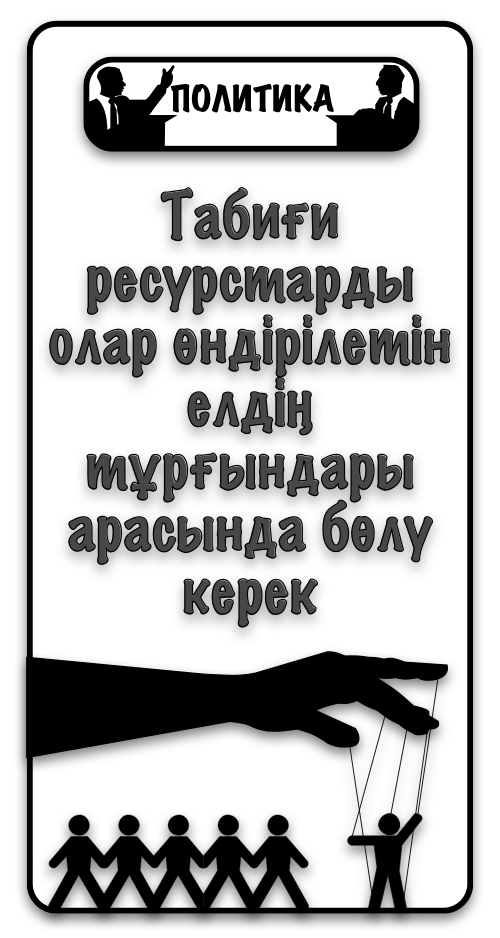 ПОЛИТИКА
Табиғи
ресурстарды
олар өндірілетін
елдің
тұрғындары
арасында бөлу
керек